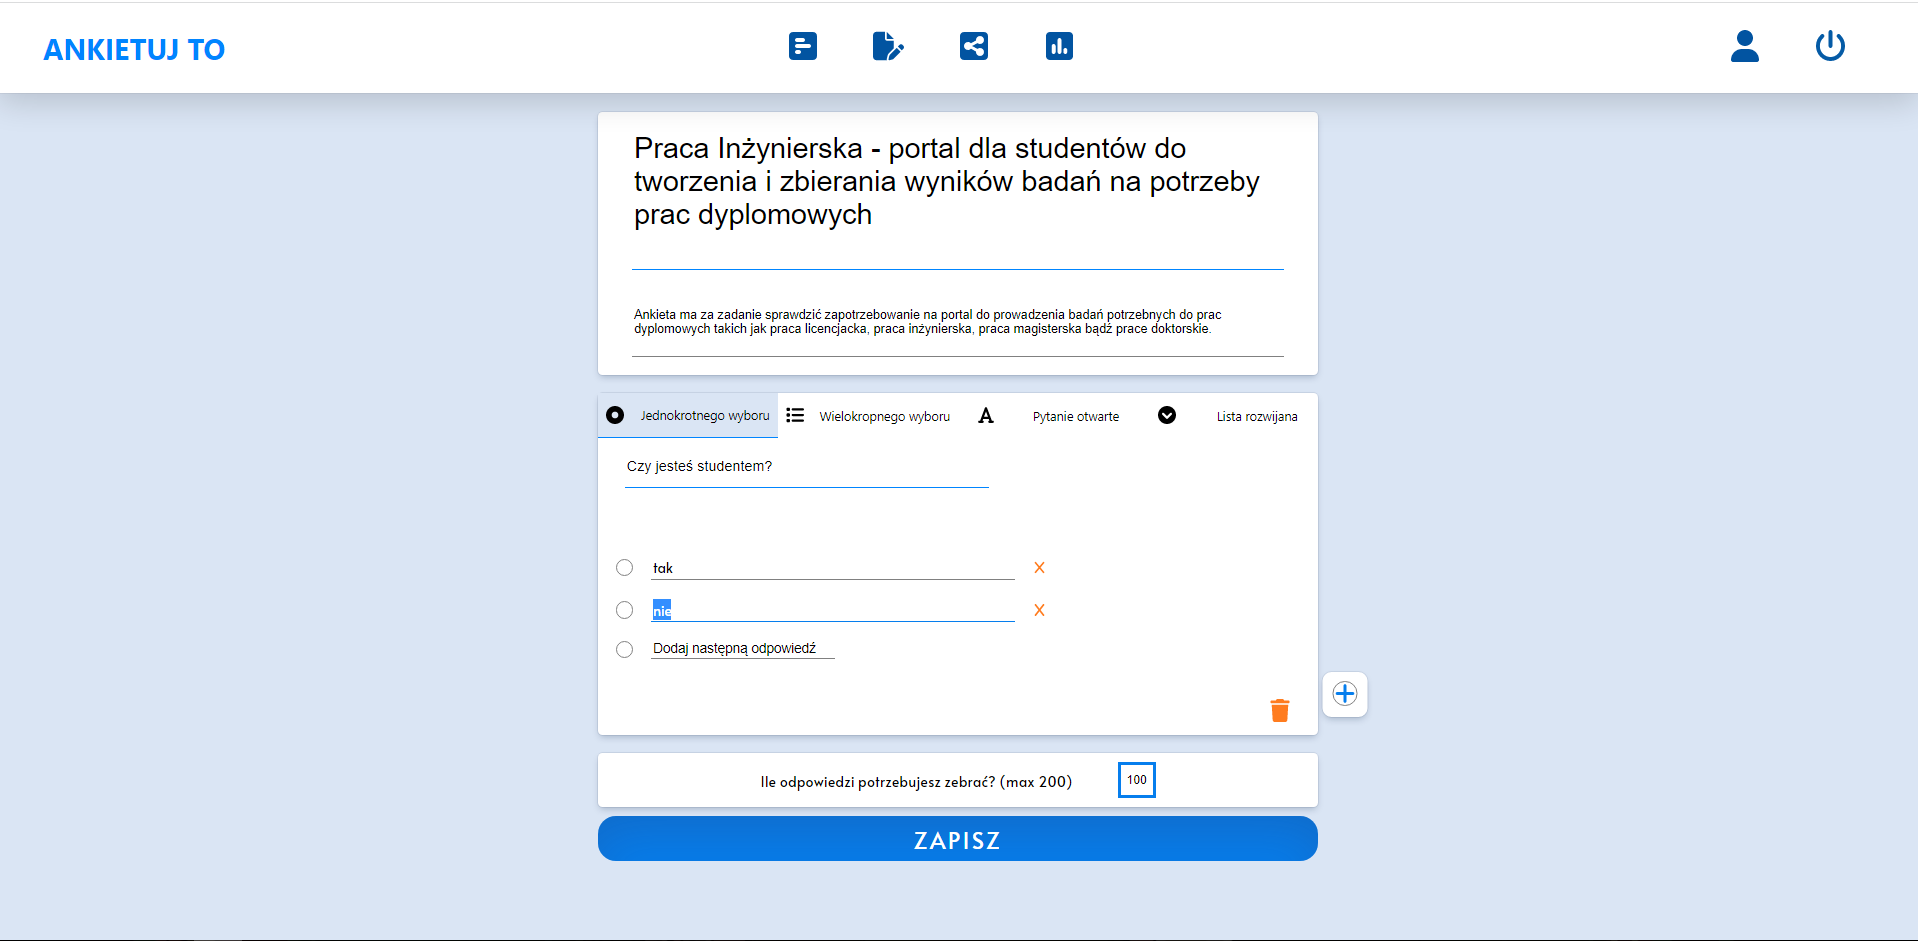 ANKIETUJ TO
Praca Inżynierska - portal dla studentów do
tworzenia i zbierania wyników badań na potrzeby
prac dyplomowych
Ankieta ma za zadanie sprawdzić zapotrzebowanie na portal do prowadzenia badań potrzebnych do prac
dyplomowych takich jak praca licencjacka, praca inżynierska, praca magisterska bądź prace doktorskie.
Jednokrotnego wyboru Wielokropnego wyboru Pytanie otwarte Lista rozwijana
Czy jesteś studentem?
tak X
nie X
Dodaj następną odpowiedź
Ile odpowiedzi potrzebujesz zebrać? (max 200) 100
ZAPISZ